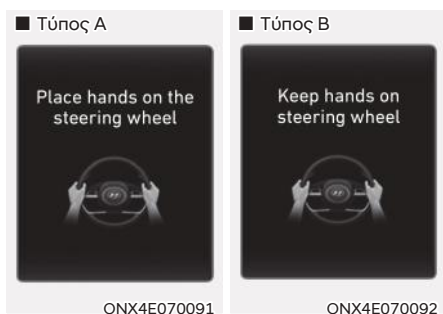 ■ Τύπος A
Place hands on the
steering wheel
ONX4E070091
■ Τύπος B
Keep hands on
steering wheel
ONX4E070092